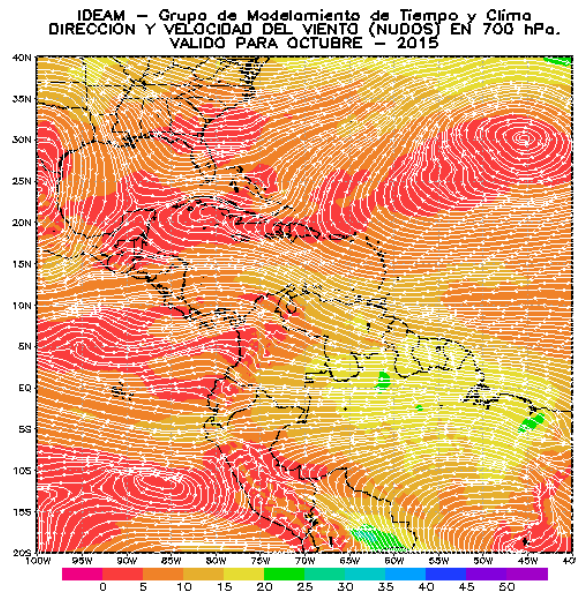 IDEAM – Grupo de Modelamiento de Tiempo y Clima
DIRECCION Y VELOCIDAD DEL VIENTO (NUDOS) EN 700 hPa.
VALIDO PARA OCTUBRE – 2015
40N
35N
30N
25N
20N
15N
10N
5N
EQ
5S
10S
15S
20S
100W 95W 90W 85W 80W 75W 70W 65W 60W 55W 50W 45W 40W
0 5 10 15 20 25 30 35 40 45 50